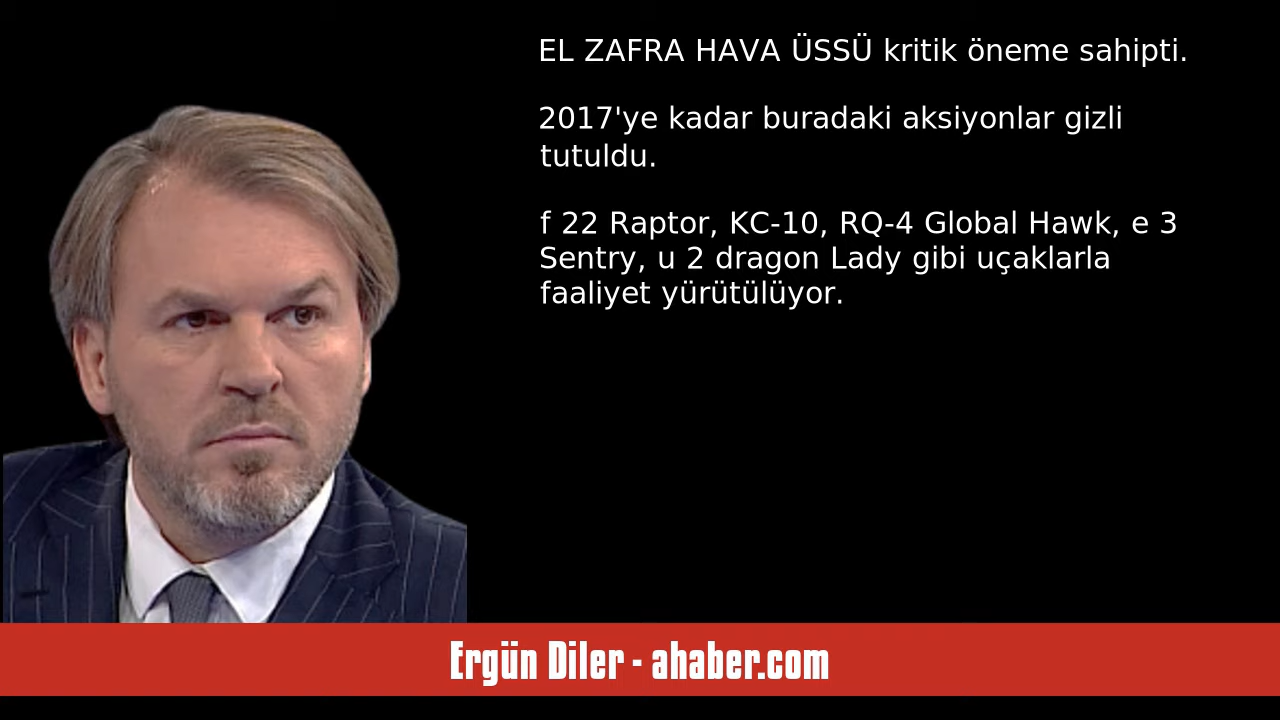 EL ZAFRA HAVA ÜSSÜ kritik öneme sahipti.
2017'ye kadar buradaki aksiyonlar gizli
tutuldu.
f 22 Raptor, KC-10, RQ-4 Global Hawk, e 3
Sentry, u 2 dragon Lady gibi uçaklarla
faaliyet yürütülüyor.
Ergün Diler - ahaber.com